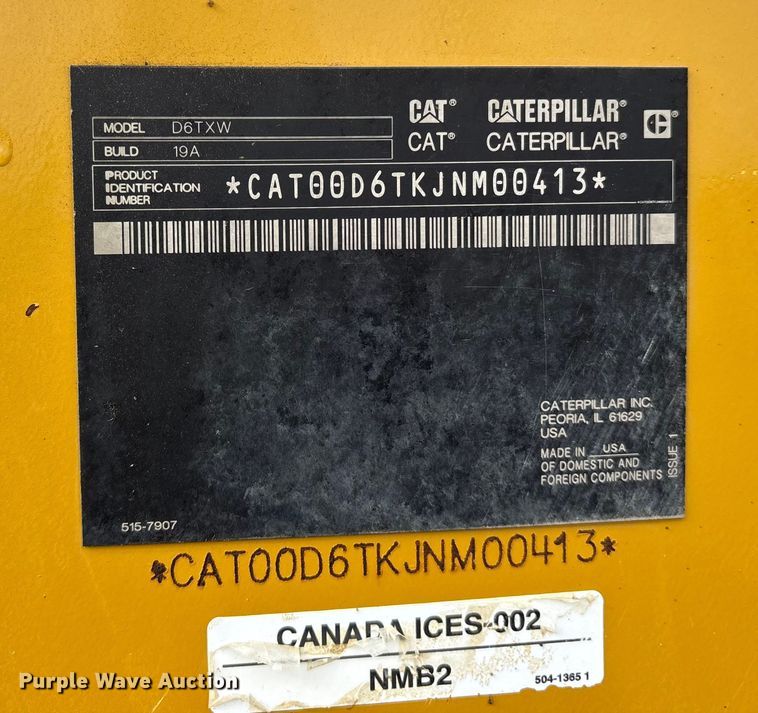 CAT® CATERPILLAR®
CAT® CATERPILLAR®
MODEL D6TXW
BUILD 19A
PRODUCT IDENTIFICATION NUMBER *CAT00D6TKJNM00413*
CATERPILLAR INC.
PEORIA, IL 61629
USA
MADE IN USA
OF DOMESTIC AND
FOREIGN COMPONENTS
ISSUE 1
515-7907
*CAT00D6TKJNM00413*
CANADA ICES-002
NMB2
504-1365 1
Purple Wave Auction